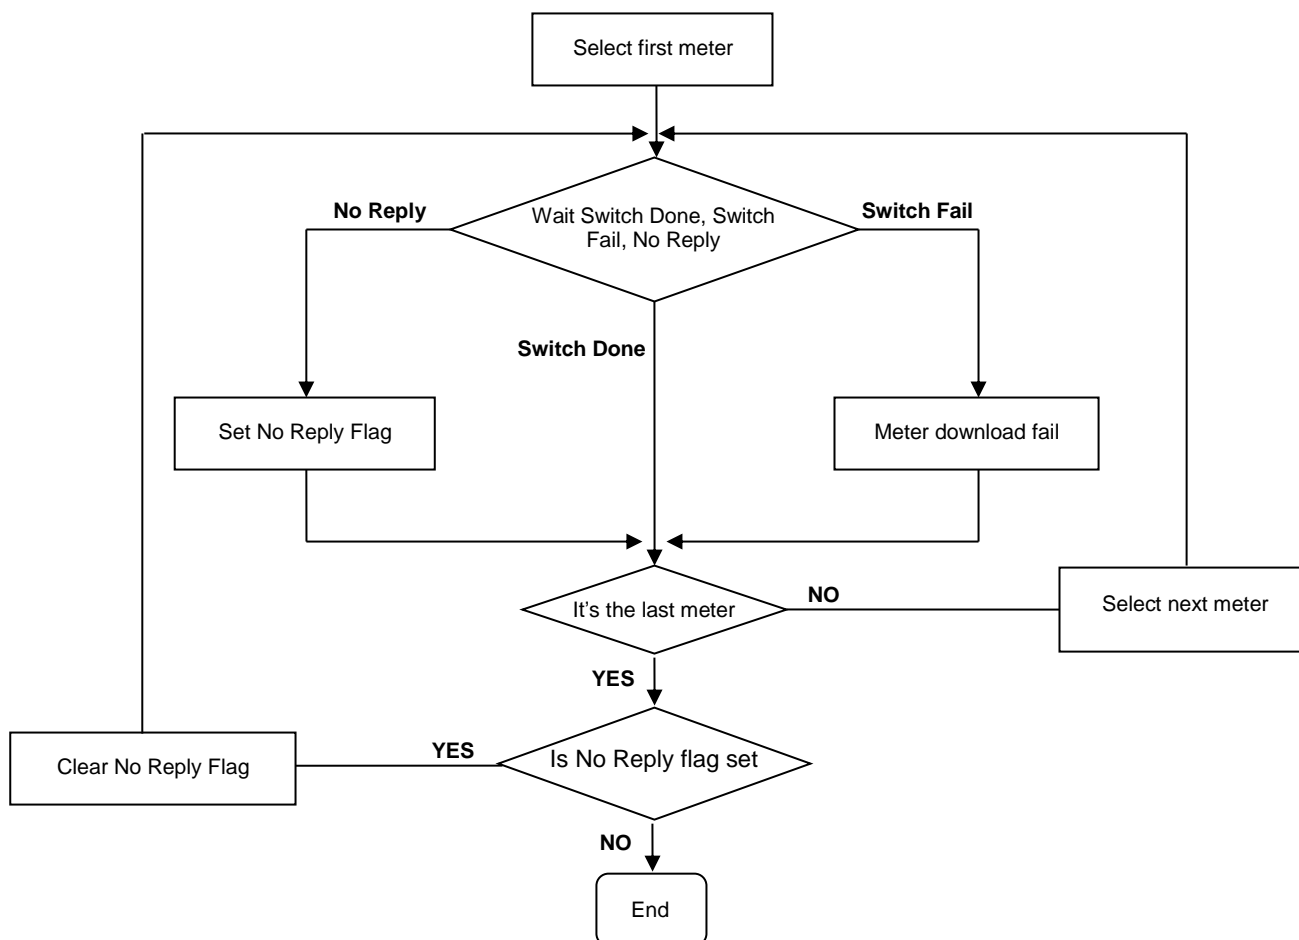 Select first meter
No Reply
Wait Switch Done, Switch
Fail, No Reply
Switch Fail
Switch Done
Set No Reply Flag
Meter download fail
It’s the last meter
NO
Select next meter
YES
Clear No Reply Flag
YES
Is No Reply flag set
NO
End